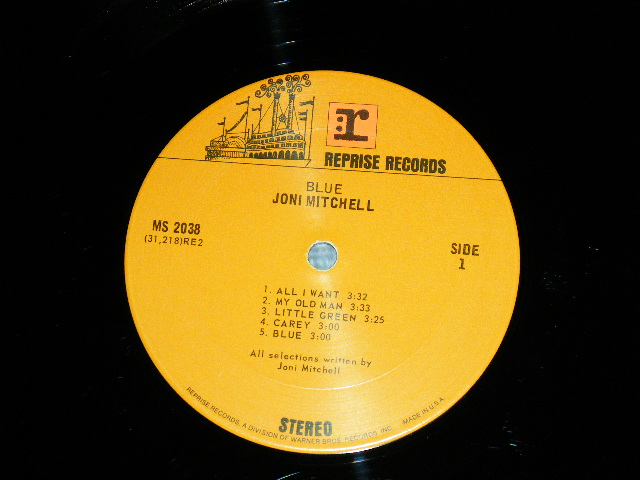 r:
REPRISE RECORDS
BLUE
JONI MITCHELL
MS 2038
(31,218)RE2
SIDE
1
1. ALL I WANT 3:32
2. MY OLD MAN 3:33
3. LITTLE GREEN 3:25
4. CAREY 3:00
5. BLUE 3:00
All selections written by
Joni Mitchell
STEREO
REPRISE RECORDS, A DIVISION OF WARNER BROS. RECORDS, INC. MADE IN U.S.A.